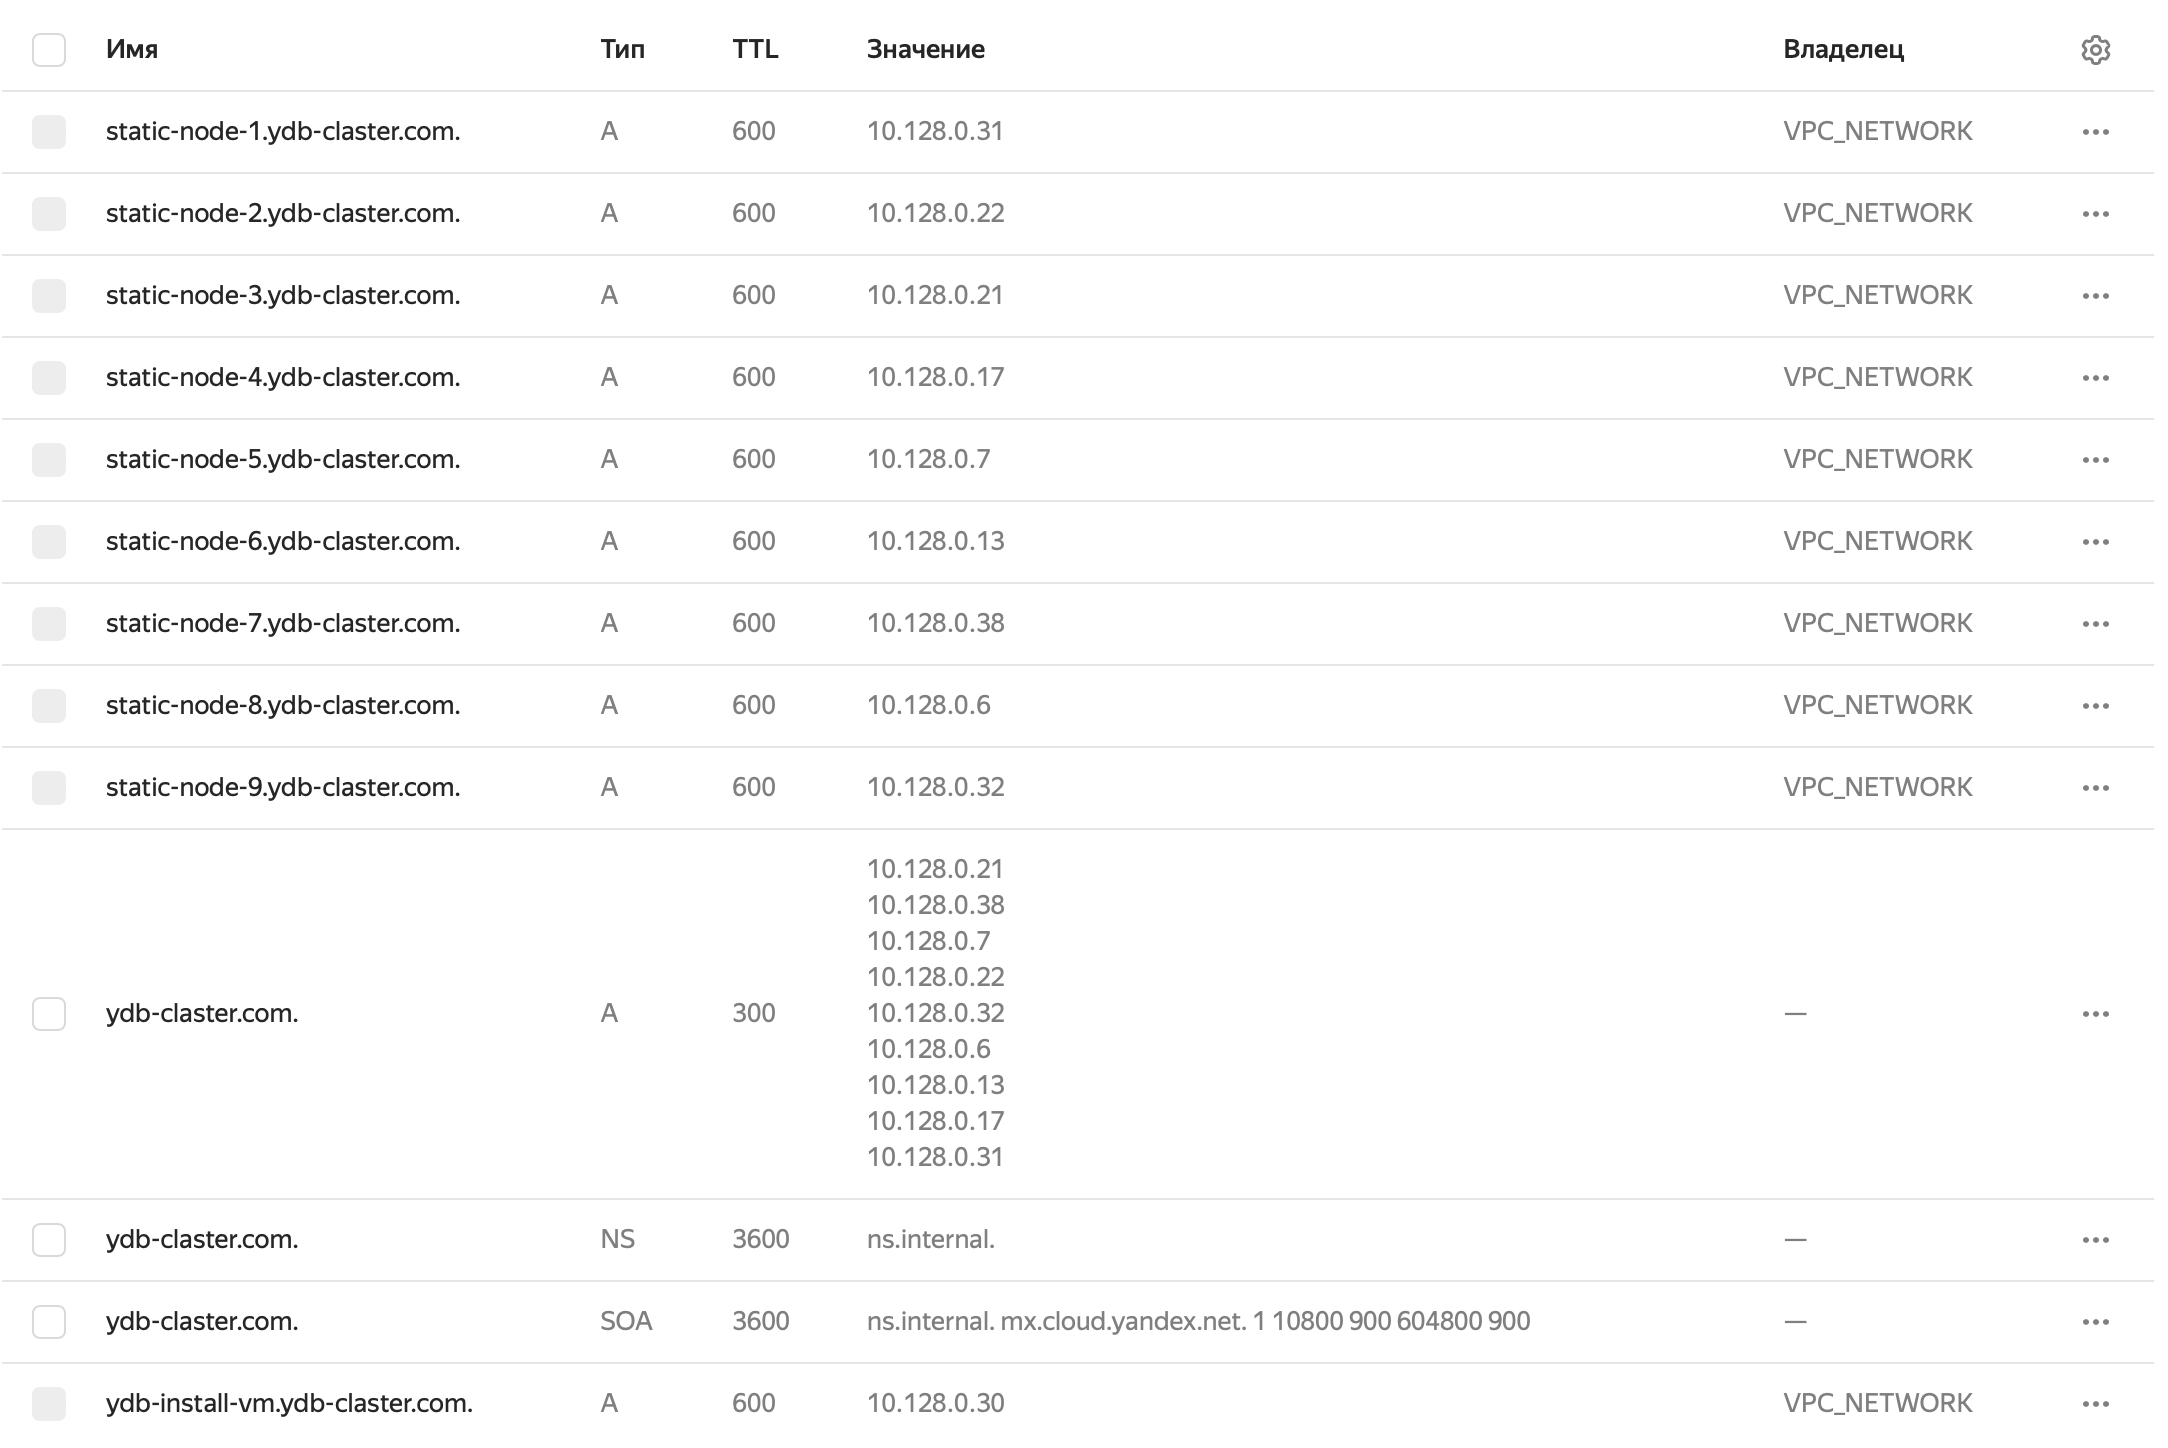 Имя Тип TTL Значение Владелец
static-node-1.ydb-claster.com. A 600 10.128.0.31 VPC_NETWORK
static-node-2.ydb-claster.com. A 600 10.128.0.22 VPC_NETWORK
static-node-3.ydb-claster.com. A 600 10.128.0.21 VPC_NETWORK
static-node-4.ydb-claster.com. A 600 10.128.0.17 VPC_NETWORK
static-node-5.ydb-claster.com. A 600 10.128.0.7 VPC_NETWORK
static-node-6.ydb-claster.com. A 600 10.128.0.13 VPC_NETWORK
static-node-7.ydb-claster.com. A 600 10.128.0.38 VPC_NETWORK
static-node-8.ydb-claster.com. A 600 10.128.0.6 VPC_NETWORK
static-node-9.ydb-claster.com. A 600 10.128.0.32 VPC_NETWORK
10.128.0.21
10.128.0.38
10.128.0.7
10.128.0.22
ydb-claster.com. A 300 10.128.0.32 —
10.128.0.6
10.128.0.13
10.128.0.17
10.128.0.31
ydb-claster.com. NS 3600 ns.internal. —
ydb-claster.com. SOA 3600 ns.internal. mx.cloud.yandex.net. 1 10800 900 604800 900 —
ydb-install-vm.ydb-claster.com. A 600 10.128.0.30 VPC_NETWORK